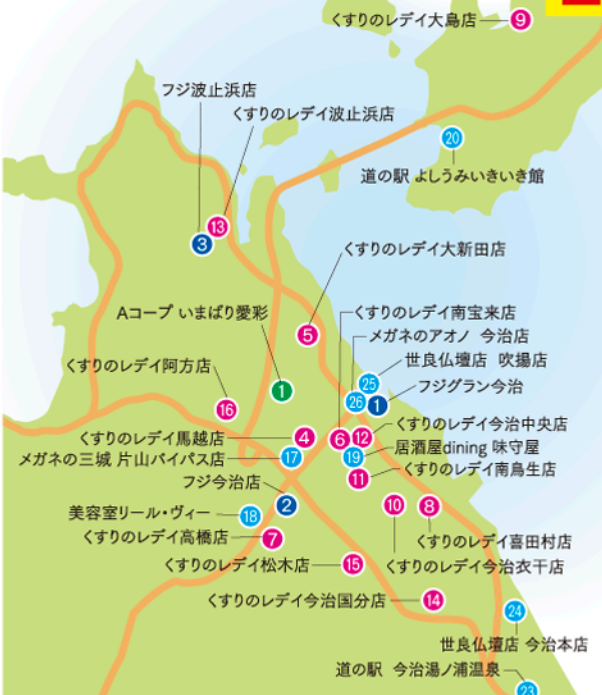 くすりのレデイ大島店
9
フジ波止浜店
くすりのレデイ波止浜店
20
道の駅 よしうみいきいき館
13
3
くすりのレデイ大新田店
Aコープ いまばり愛彩
くすりのレデイ南宝来店
5
メガネのアオノ 今治店
世良仏壇店 吹揚店
くすりのレデイ阿方店
25
フジグラン今治
1
26
1
16
くすりのレデイ今治中央店
くすりのレデイ馬越店
4
6
12
居酒屋dining 味守屋
メガネの三城 片山バイパス店
17
19
くすりのレデイ南鳥生店
11
フジ今治店
2
10
8
美容室リール・ヴィー
18
くすりのレデイ高橋店
7
くすりのレデイ喜田村店
くすりのレデイ松木店
15
くすりのレデイ今治衣干店
くすりのレデイ今治国分店
14
24
世良仏壇店 今治本店
道の駅 今治湯ノ浦温泉
23